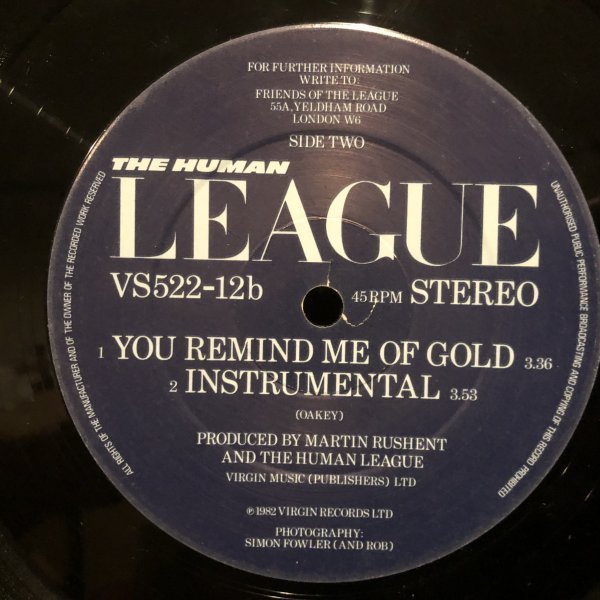 FOR FURTHER INFORMATION
WRITE TO:
FRIENDS OF THE LEAGUE
55A, YELDHAM ROAD
LONDON W6
SIDE TWO
THE HUMAN
LEAGUE
VS522-12b 45RPM STEREO
1 YOU REMIND ME OF GOLD 3.36
2 INSTRUMENTAL 3.53
(OAKEY)
PRODUCED BY MARTIN RUSHENT
AND THE HUMAN LEAGUE
VIRGIN MUSIC (PUBLISHERS) LTD
℗1982 VIRGIN RECORDS LTD
PHOTOGRAPHY:
SIMON FOWLER (AND ROB)
ALL RIGHTS OF THE MANUFACTURER AND OF THE OWNER OF THE RECORDED WORK RESERVED
UNAUTHORISED PUBLIC PERFORMANCE BROADCASTING AND COPYING OF THIS RECORD PROHIBITED